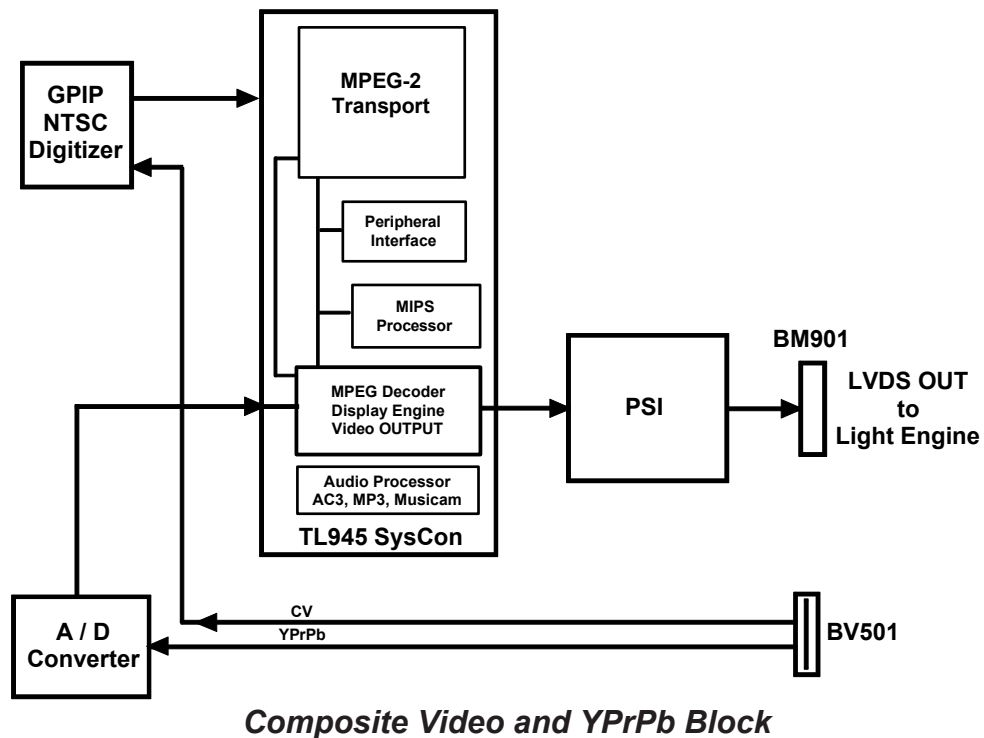 GPIP
NTSC
Digitizer
MPEG-2
Transport
Peripheral
Interface
MIPS
Processor
MPEG Decoder
Display Engine
Video OUTPUT
Audio Processor
AC3, MP3, Musicam
TL945 SysCon
PSI
BM901
LVDS OUT
to
Light Engine
A / D
Converter
CV
YPrPb
BV501
Composite Video and YPrPb Block